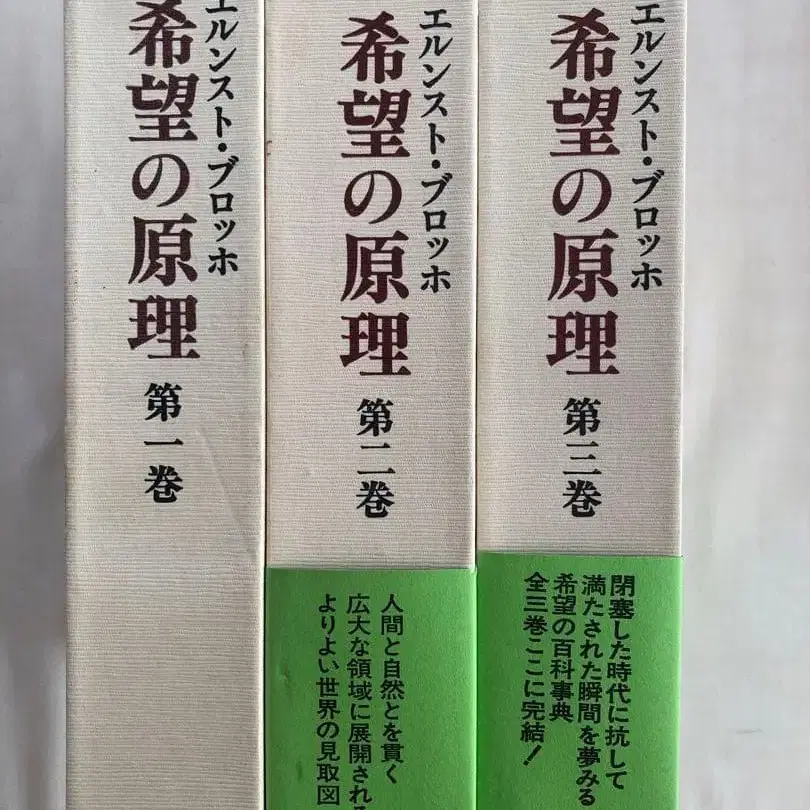 エルンスト・ブロッホ
希望の原理
第一巻
エルンスト・ブロッホ
希望の原理
第二巻
人間と自然とを貫く
広大な領域に展開される
よりよい世界の見取図
エルンスト・ブロッホ
希望の原理
第三巻
閉塞した時代に抗して
満たされた瞬間を夢みる
希望の百科事典
全三巻ここに完結!